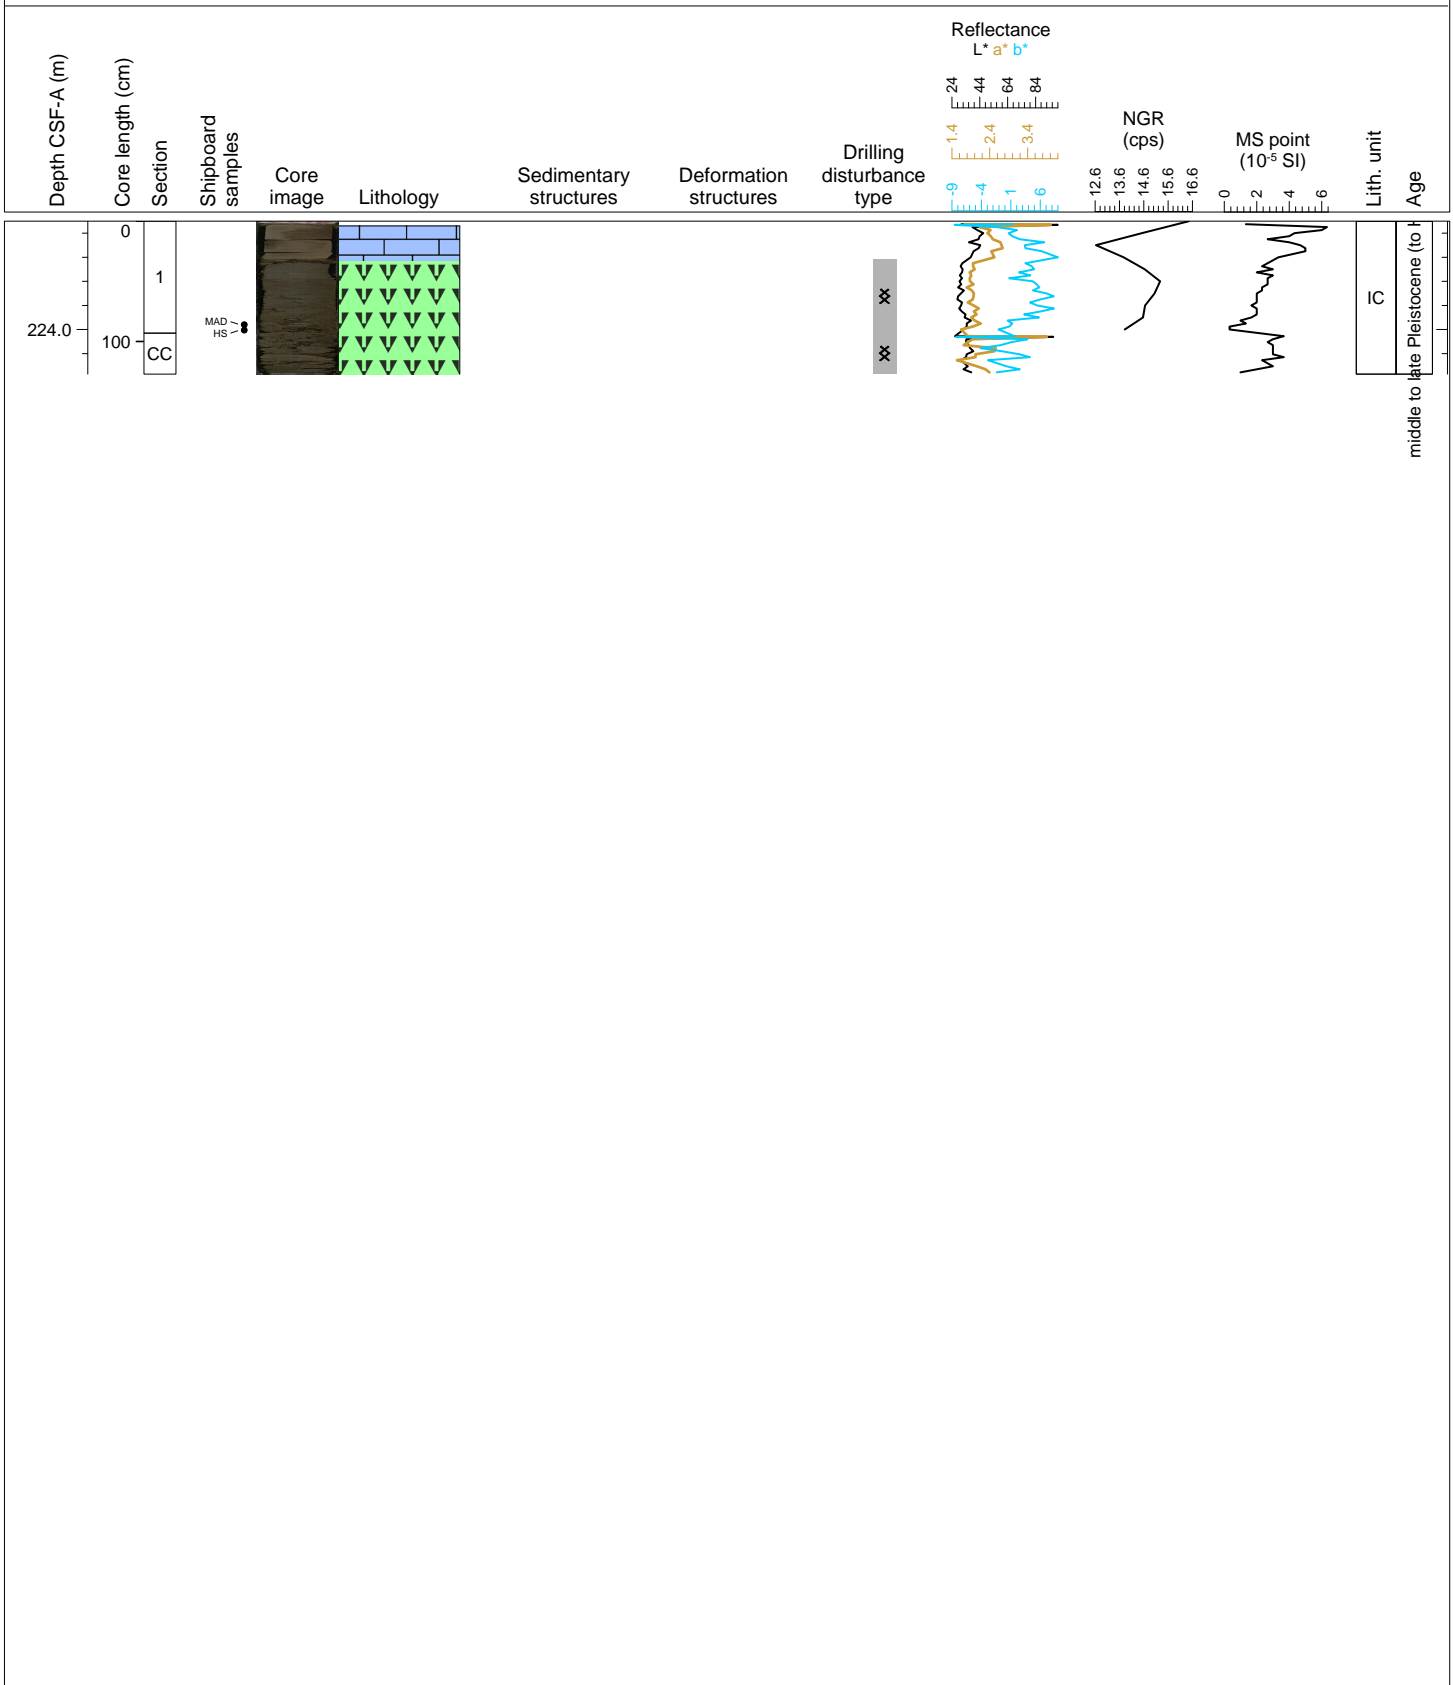 Depth CSF-A (m)
Core length (cm)
Section
Shipboard
samples
Core
image
Lithology
Sedimentary
structures
Deformation
structures
Drilling
disturbance
type
Reflectance
L* a* b*
24 44 64 84
1.4 2.4 3.4
-9 -4 1 6
NGR
(cps)
12.6 13.6 14.6 15.6 16.6
MS point
(10-5 SI)
0 2 4 6
Lith. unit
Age
0
1
MAD
HS
224.0
100
CC
IC
middle to late Pleistocene (to H